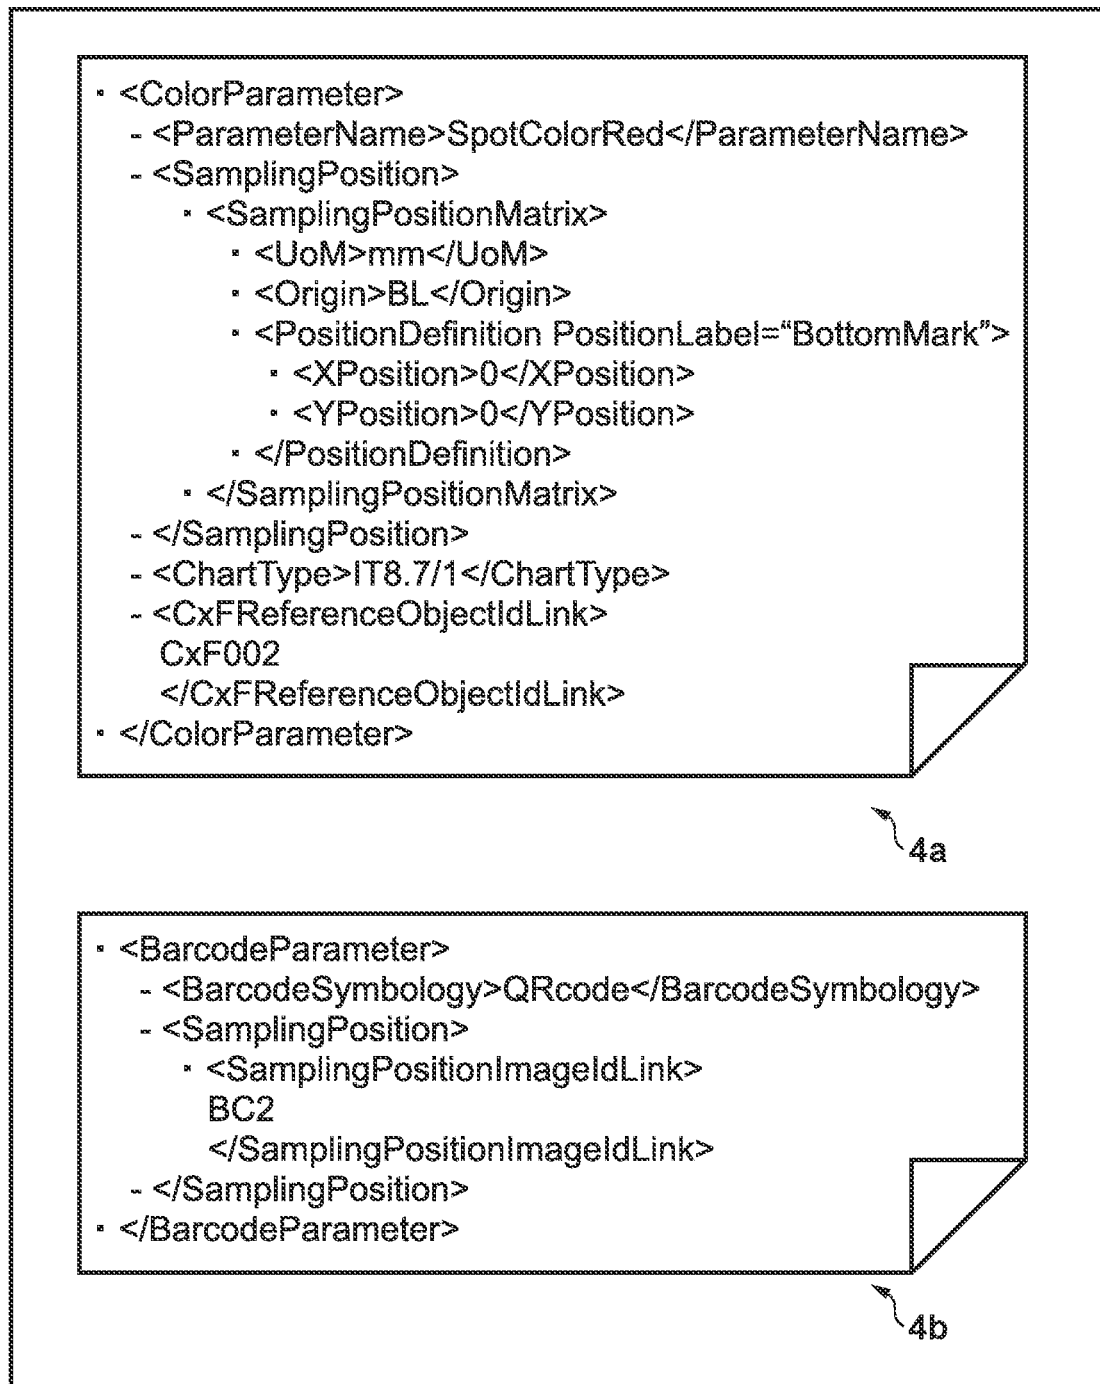 · <ColorParameter>
- <ParameterName>SpotColorRed</ParameterName>
- <SamplingPosition>
· <SamplingPositionMatrix>
· <UoM>mm</UoM>
· <Origin>BL</Origin>
· <PositionDefinition PositionLabel=“BottomMark”>
· <XPosition>0</XPosition>
· <YPosition>0</YPosition>
· </PositionDefinition>
· </SamplingPositionMatrix>
- </SamplingPosition>
- <ChartType>IT8.7/1</ChartType>
- <CxFReferenceObjectIdLink>
CxF002
</CxFReferenceObjectIdLink>
· </ColorParameter>
4a
· <BarcodeParameter>
- <BarcodeSymbology>QRcode</BarcodeSymbology>
- <SamplingPosition>
· <SamplingPositionImageIdLink>
BC2
</SamplingPositionImageIdLink>
- </SamplingPosition>
· </BarcodeParameter>
4b